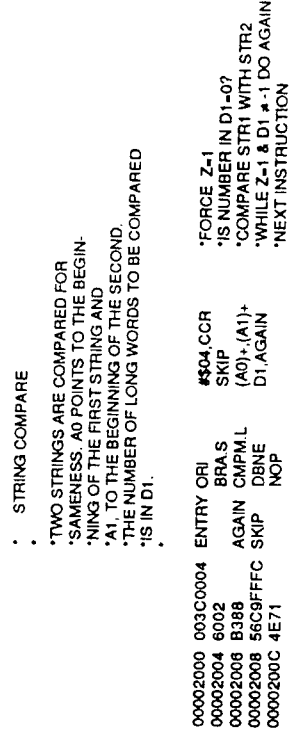 * STRING COMPARE
*
*TWO STRINGS ARE COMPARED FOR
*SAMENESS. A0 POINTS TO THE BEGIN-
*NING OF THE FIRST STRING AND
*A1, TO THE BEGINNING OF THE SECOND.
*THE NUMBER OF LONG WORDS TO BE COMPARED
*IS IN D1.
*
00002000 003C0004 ENTRY ORI #$04,CCR *FORCE Z=1
00002004 6002 BRA.S SKIP *IS NUMBER IN D1=0?
00002006 B388 AGAIN CMPM.L (A0)+,(A1)+ *COMPARE STR1 WITH STR2
00002008 56C9FFFC SKIP DBNE D1,AGAIN *WHILE Z=1 & D1 ≠ -1 DO AGAIN
0000200C 4E71 NOP *NEXT INSTRUCTION